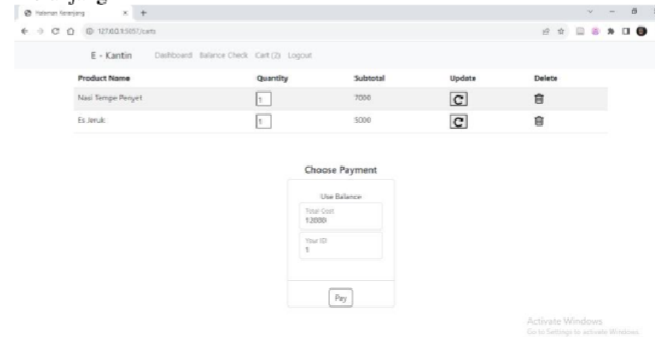 Halaman Keranjang
127.0.0.1:5057/carts
E - Kantin Dashboard Balance Check Cart (2) Logout
Product Name Quantity Subtotal Update Delete
Nasi Tempe Penyet 1 7000
Es Jeruk 1 5000
Choose Payment
Use Balance
Total Cost
12000
Your ID
1
Pay
Activate Windows
Go to Settings to activate Windows.